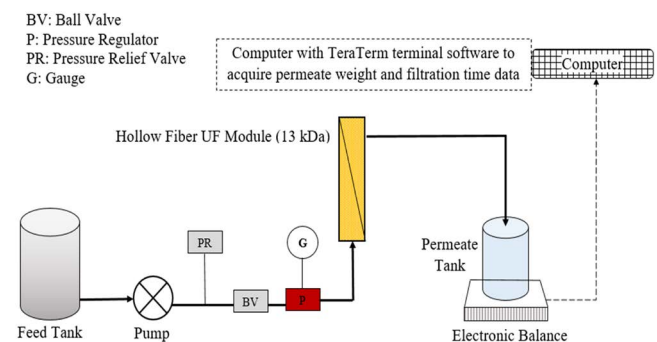 BV: Ball Valve
P: Pressure Regulator
PR: Pressure Relief Valve
G: Gauge
Computer with TeraTerm terminal software to
acquire permeate weight and filtration time data
Computer
Hollow Fiber UF Module (13 kDa)
PR
G
BV
P
Permeate
Tank
Feed Tank
Pump
Electronic Balance